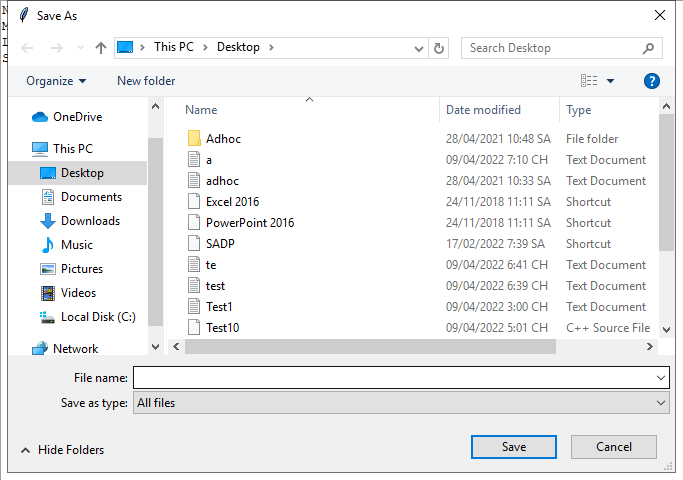 Save As
This PC > Desktop >
Search Desktop
Organize
New folder
?
OneDrive
This PC
Desktop
Documents
Downloads
Music
Pictures
Videos
Local Disk (C:)
Network
Name Date modified Type
Adhoc 28/04/2021 10:48 SA File folder
a 09/04/2022 7:10 CH Text Document
adhoc 28/04/2021 10:33 SA Text Document
Excel 2016 24/11/2018 11:11 SA Shortcut
PowerPoint 2016 24/11/2018 11:11 SA Shortcut
SADP 17/02/2022 7:39 SA Shortcut
te 09/04/2022 6:41 CH Text Document
test 09/04/2022 6:39 CH Text Document
Test1 09/04/2022 3:00 CH Text Document
Test10 09/04/2022 5:01 CH C++ Source File
File name:
Save as type: All files
Hide Folders
Save
Cancel